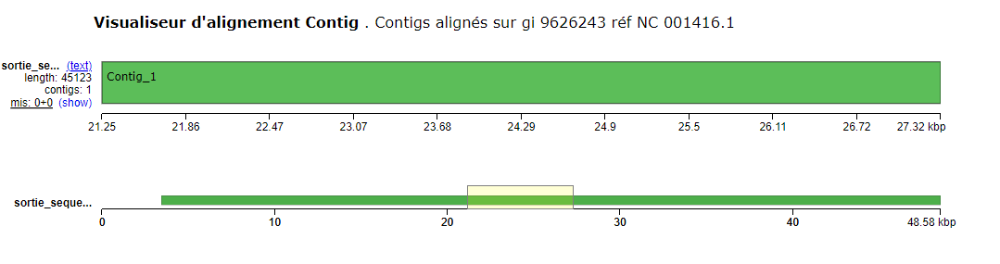 Visualiseur d'alignement Contig . Contigs alignés sur gi 9626243 réf NC 001416.1
sortie_se... (text)
length: 45123
contigs: 1
mis: 0+0 (show)
Contig_1
21.25 21.86 22.47 23.07 23.68 24.29 24.9 25.5 26.11 26.72 27.32 kbp
sortie_seque...
0 10 20 30 40 48.58 kbp